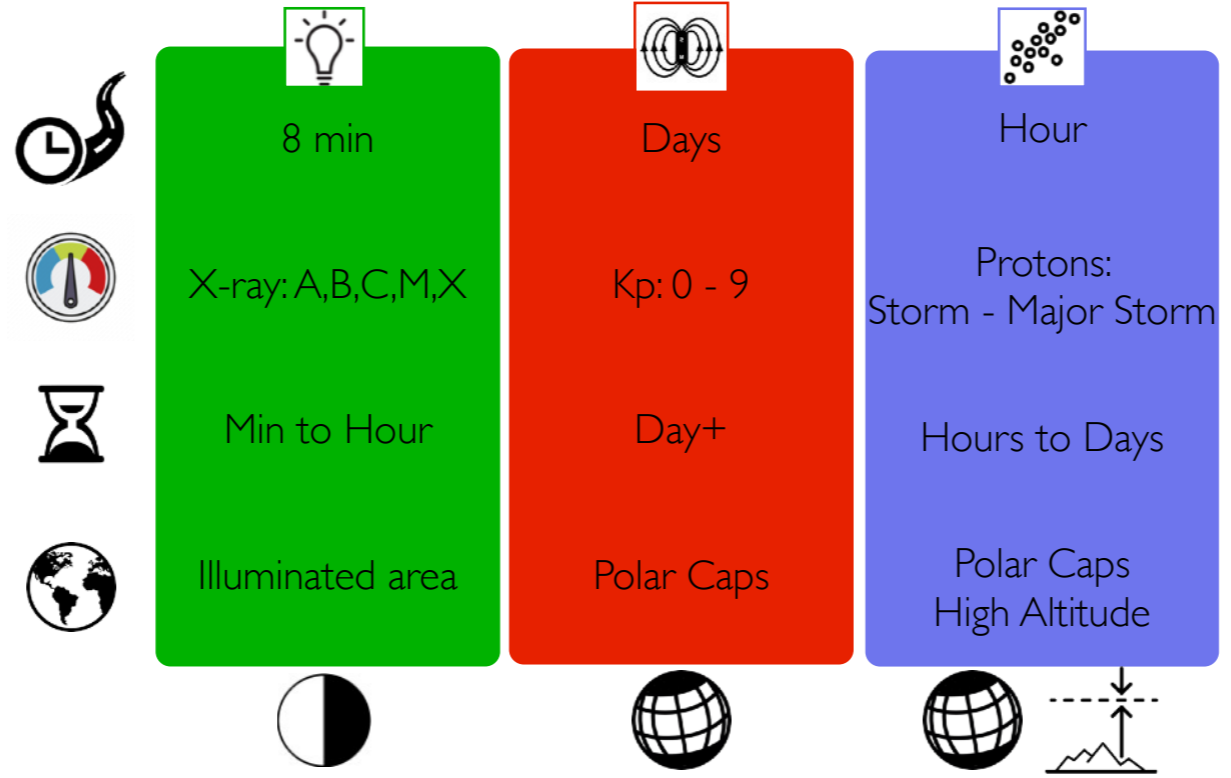 8 min
Days
Hour
X-ray: A,B,C,M,X
Kp: 0 - 9
Protons:
Storm - Major Storm
Min to Hour
Day+
Hours to Days
Illuminated area
Polar Caps
Polar Caps
High Altitude